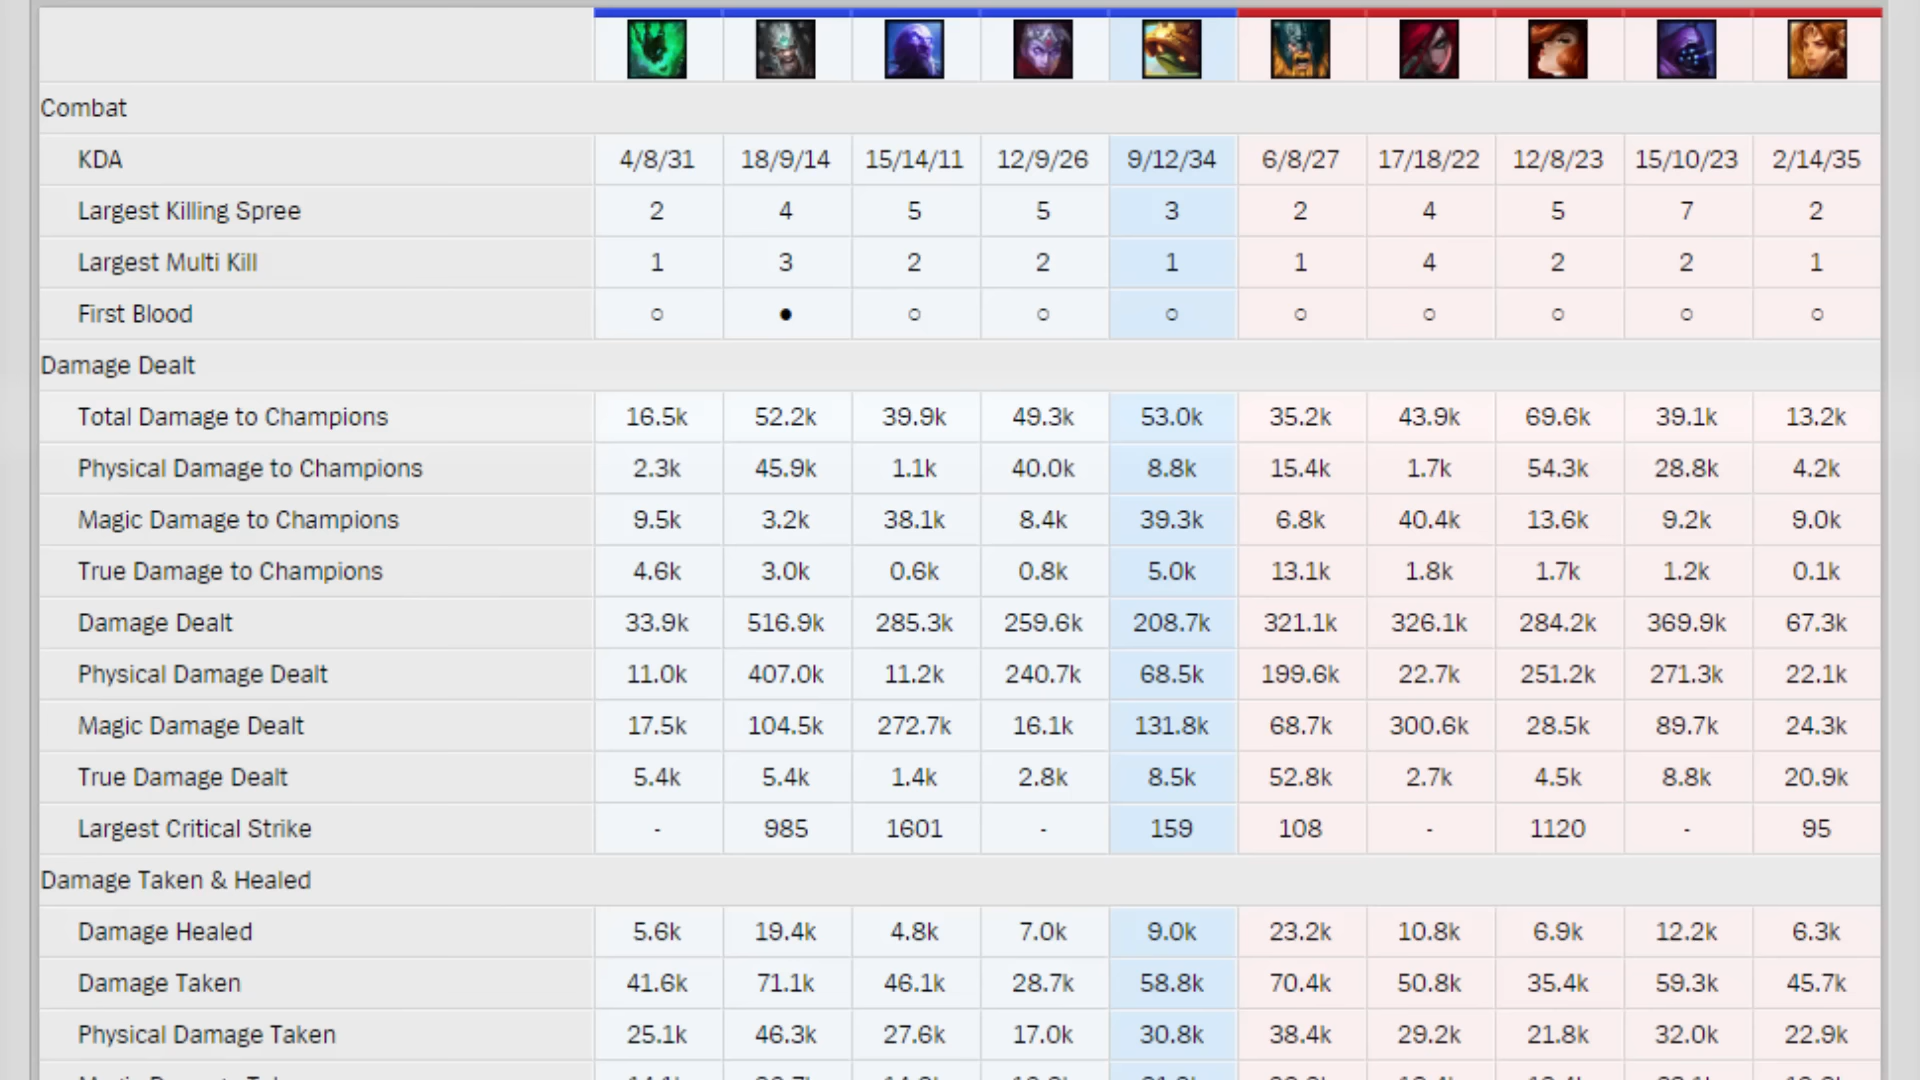 Combat
KDA 4/8/31 18/9/14 15/14/11 12/9/26 9/12/34 6/8/27 17/18/22 12/8/23 15/10/23 2/14/35
Largest Killing Spree 2 4 5 5 3 2 4 5 7 2
Largest Multi Kill 1 3 2 2 1 1 4 2 2 1
First Blood ○ ● ○ ○ ○ ○ ○ ○ ○ ○
Damage Dealt
Total Damage to Champions 16.5k 52.2k 39.9k 49.3k 53.0k 35.2k 43.9k 69.6k 39.1k 13.2k
Physical Damage to Champions 2.3k 45.9k 1.1k 40.0k 8.8k 15.4k 1.7k 54.3k 28.8k 4.2k
Magic Damage to Champions 9.5k 3.2k 38.1k 8.4k 39.3k 6.8k 40.4k 13.6k 9.2k 9.0k
True Damage to Champions 4.6k 3.0k 0.6k 0.8k 5.0k 13.1k 1.8k 1.7k 1.2k 0.1k
Damage Dealt 33.9k 516.9k 285.3k 259.6k 208.7k 321.1k 326.1k 284.2k 369.9k 67.3k
Physical Damage Dealt 11.0k 407.0k 11.2k 240.7k 68.5k 199.6k 22.7k 251.2k 271.3k 22.1k
Magic Damage Dealt 17.5k 104.5k 272.7k 16.1k 131.8k 68.7k 300.6k 28.5k 89.7k 24.3k
True Damage Dealt 5.4k 5.4k 1.4k 2.8k 8.5k 52.8k 2.7k 4.5k 8.8k 20.9k
Largest Critical Strike - 985 1601 - 159 108 - 1120 - 95
Damage Taken & Healed
Damage Healed 5.6k 19.4k 4.8k 7.0k 9.0k 23.2k 10.8k 6.9k 12.2k 6.3k
Damage Taken 41.6k 71.1k 46.1k 28.7k 58.8k 70.4k 50.8k 35.4k 59.3k 45.7k
Physical Damage Taken 25.1k 46.3k 27.6k 17.0k 30.8k 38.4k 29.2k 21.8k 32.0k 22.9k